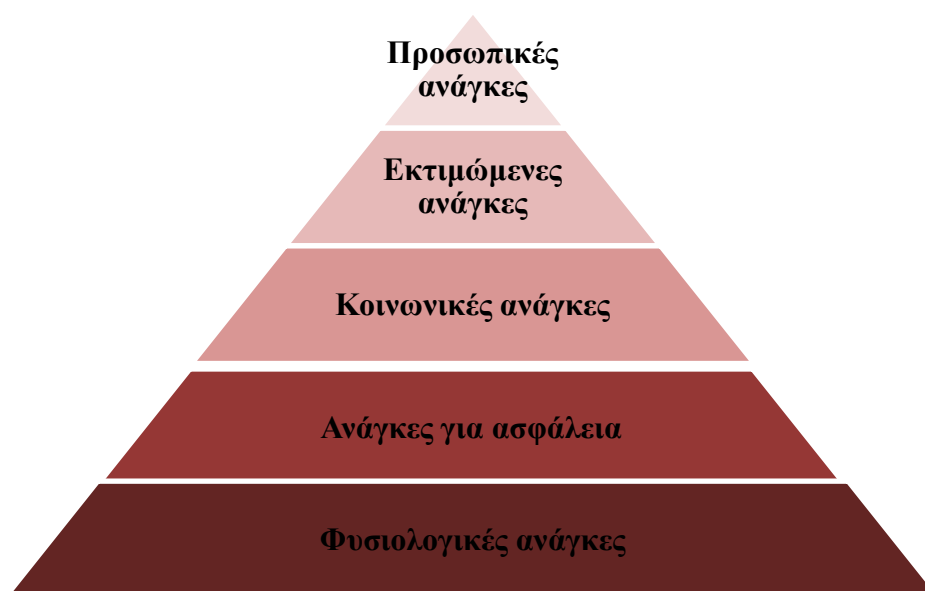 Προσωπικές
ανάγκες
Εκτιμώμενες
ανάγκες
Κοινωνικές ανάγκες
Ανάγκες για ασφάλεια
Φυσιολογικές ανάγκες